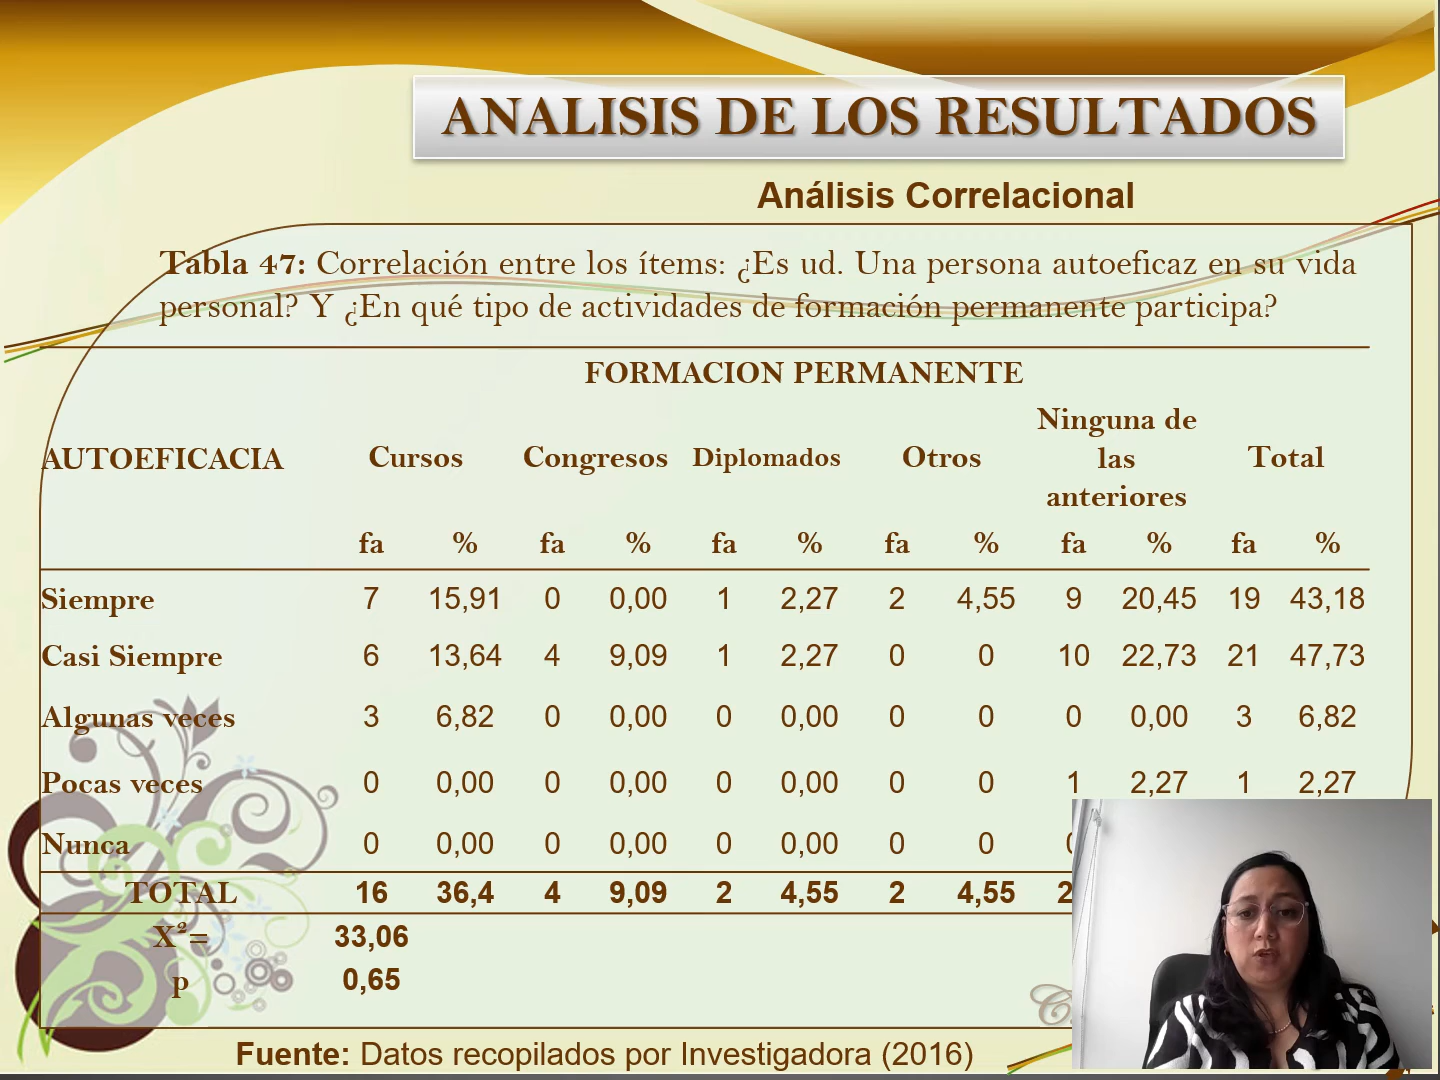 ANALISIS DE LOS RESULTADOS
Análisis Correlacional
Tabla 47: Correlación entre los ítems: ¿Es ud. Una persona autoeficaz en su vida
personal? Y ¿En qué tipo de actividades de formación permanente participa?
FORMACION PERMANENTE
AUTOEFICACIA Cursos Congresos Diplomados Otros Ninguna de las anteriores Total
fa % fa % fa % fa % fa % fa %
Siempre 7 15,91 0 0,00 1 2,27 2 4,55 9 20,45 19 43,18
Casi Siempre 6 13,64 4 9,09 1 2,27 0 0 10 22,73 21 47,73
Algunas veces 3 6,82 0 0,00 0 0,00 0 0 0 0,00 3 6,82
Pocas veces 0 0,00 0 0,00 0 0,00 0 0 1 2,27 1 2,27
Nunca 0 0,00 0 0,00 0 0,00 0 0
TOTAL 16 36,4 4 9,09 2 4,55 2 4,55
X²= 33,06
p 0,65
Fuente: Datos recopilados por Investigadora (2016)